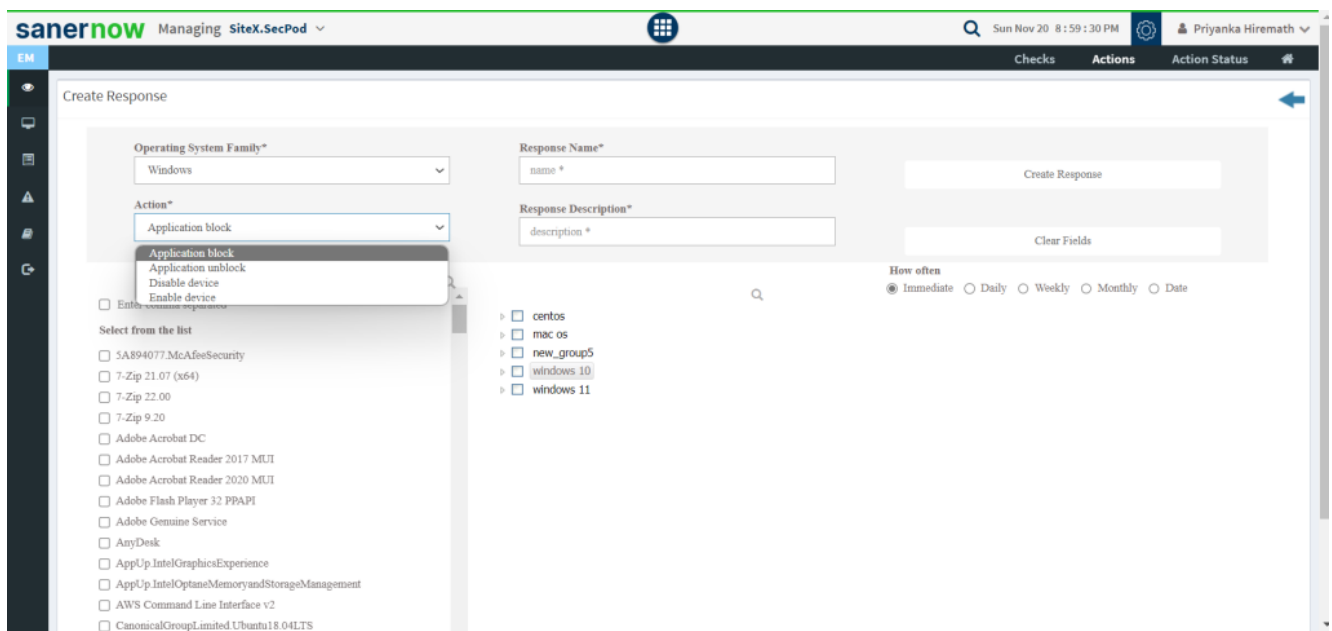 sanernow Managing SiteX.SecPod Sun Nov 20 8 : 59 : 30 PM Priyanka Hiremath
EM Checks Actions Action Status
Create Response
Operating System Family*
Windows
Response Name*
name *
Create Response
Action*
Application block
Response Description*
description *
Clear Fields
Application block
Application unblock
Disable device
Enable device
How often
Immediate Daily Weekly Monthly Date
Select from the list
5A894077.McAfeeSecurity
7-Zip 21.07 (x64)
7-Zip 22.00
7-Zip 9.20
Adobe Acrobat DC
Adobe Acrobat Reader 2017 MUI
Adobe Acrobat Reader 2020 MUI
Adobe Flash Player 32 PPAPI
Adobe Genuine Service
AnyDesk
AppUp.IntelGraphicsExperience
AppUp.IntelOptaneMemoryandStorageManagement
AWS Command Line Interface v2
CanonicalGroupLimited.Ubuntu18.04LTS
centos
mac os
new_group5
windows 10
windows 11